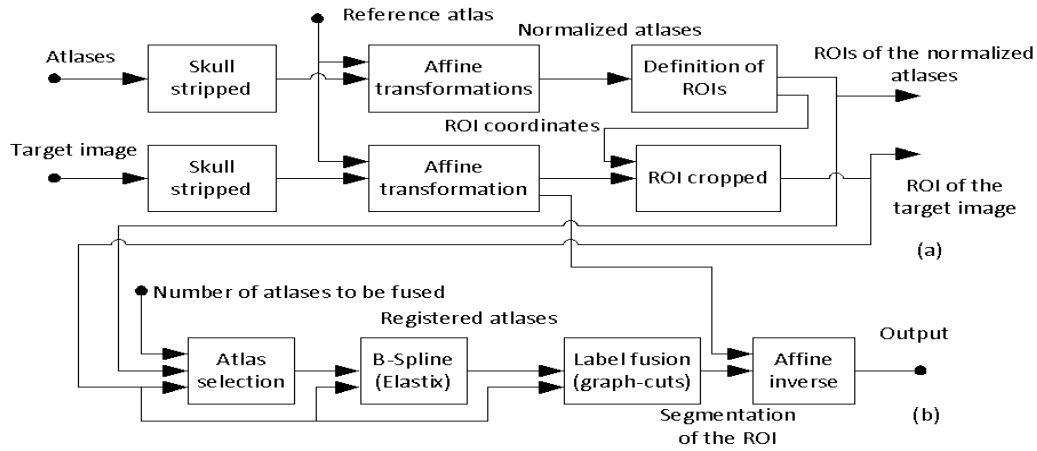 Reference atlas
Atlases
Skull
stripped
Affine
transformations
Normalized atlases
Definition of
ROIs
ROIs of the normalized
atlases
ROI coordinates
Target image
Skull
stripped
Affine
transformation
ROI cropped
ROI of the
target image
(a)
Number of atlases to be fused
Registered atlases
Atlas
selection
B-Spline
(Elastix)
Label fusion
(graph-cuts)
Affine
inverse
Output
Segmentation
of the ROI
(b)